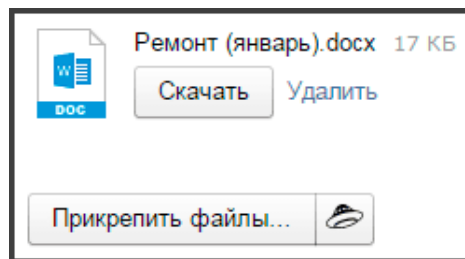 Ремонт (январь).docx 17 КБ
W
Скачать Удалить
DOC
Прикрепить файлы...